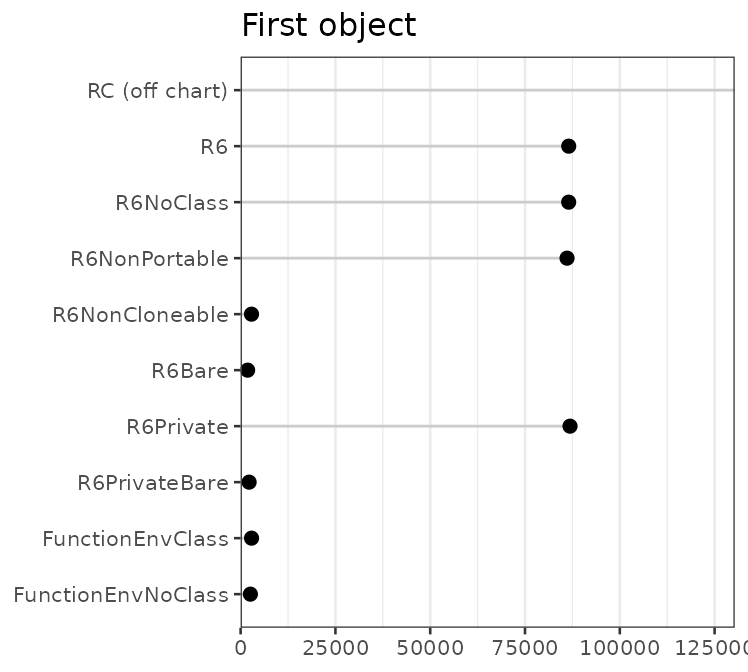 First object
RC (off chart)
R6
R6NoClass
R6NonPortable
R6NonCloneable
R6Bare
R6Private
R6PrivateBare
FunctionEnvClass
FunctionEnvNoClass
0 25000 50000 75000 100000 125000